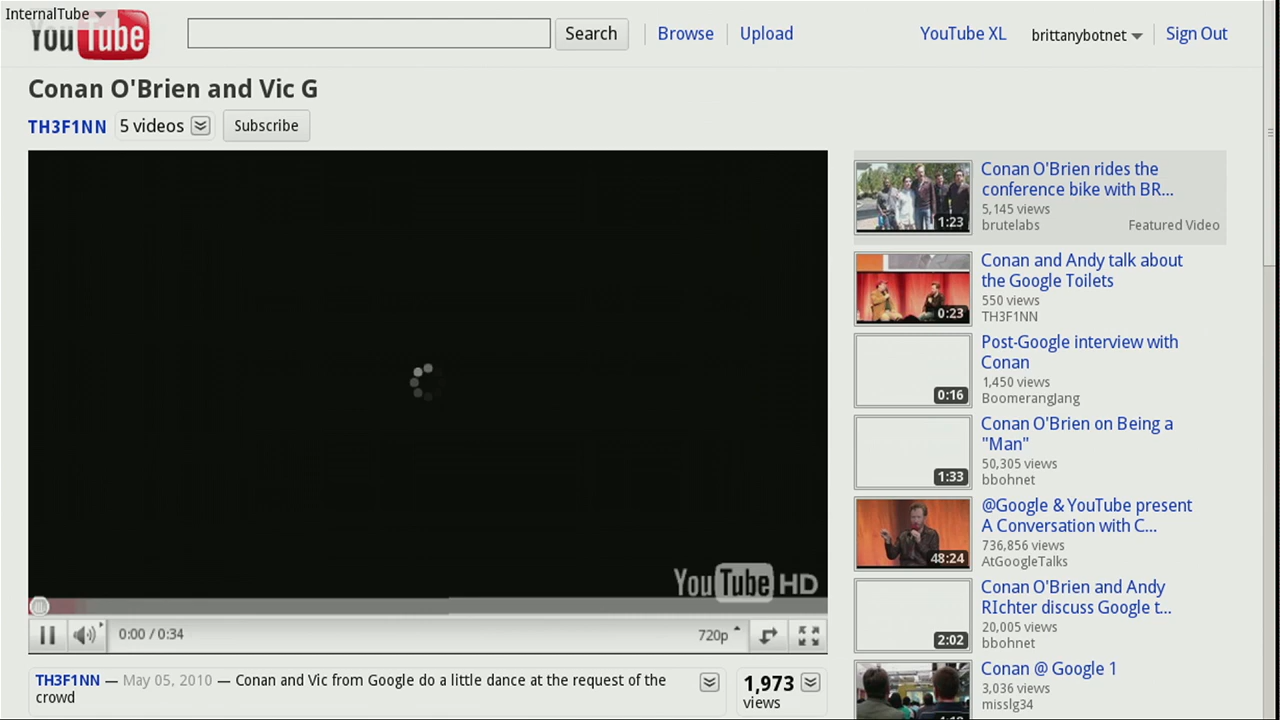 InternalTube
YouTube
Search
Browse
Upload
YouTube XL
brittanybotnet
Sign Out
Conan O'Brien and Vic G
TH3F1NN
5 videos
Subscribe
YouTube HD
0:00 / 0:34
720p
TH3F1NN — May 05, 2010 — Conan and Vic from Google do a little dance at the request of the
crowd
1,973
views
1:23
Conan O'Brien rides the
conference bike with BR...
5,145 views
brutelabs
Featured Video
0:23
Conan and Andy talk about
the Google Toilets
550 views
TH3F1NN
0:16
Post-Google interview with
Conan
1,450 views
BoomerangJang
1:33
Conan O'Brien on Being a
"Man"
50,305 views
bbohnet
48:24
@Google & YouTube present
A Conversation with C...
736,856 views
AtGoogleTalks
2:02
Conan O'Brien and Andy
RIchter discuss Google t...
20,005 views
bbohnet
Conan @ Google 1
3,036 views
misslg34